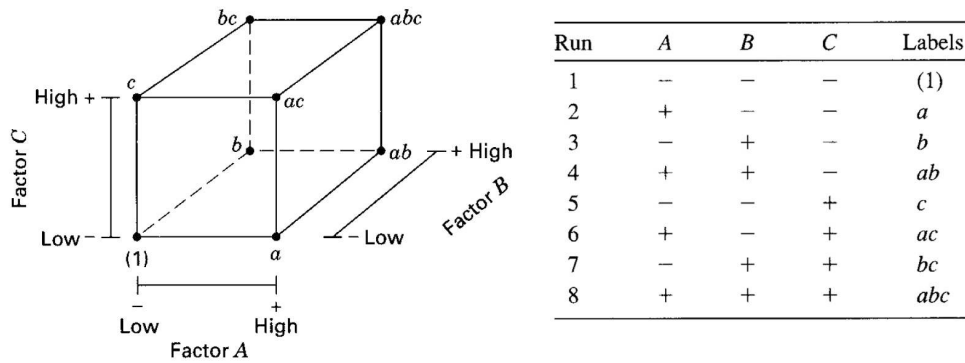 bc
abc
c
ac
High +
b
ab
+ High
Factor C
Factor B
Low −
− Low
(1)
a
− +
Low High
Factor A
Run A B C Labels
1 − − − (1)
2 + − − a
3 − + − b
4 + + − ab
5 − − + c
6 + − + ac
7 − + + bc
8 + + + abc